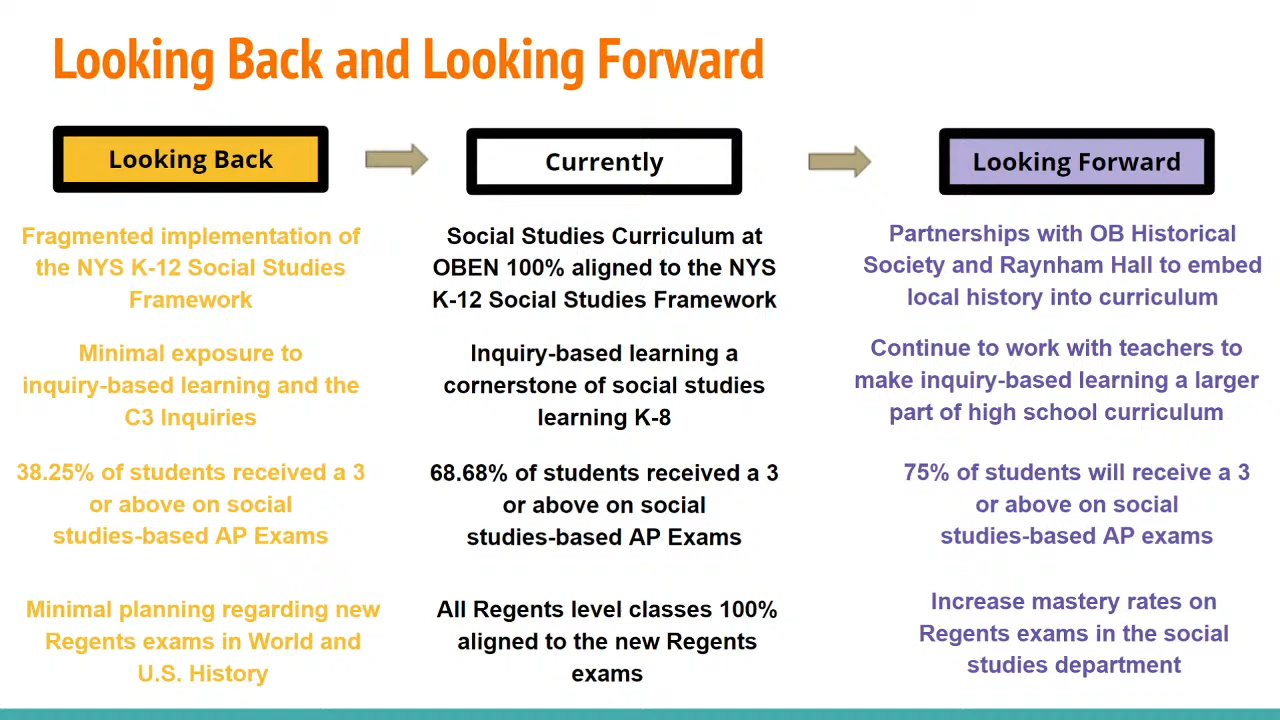 Looking Back and Looking Forward
Looking Back
Currently
Looking Forward
Fragmented implementation of
the NYS K-12 Social Studies
Framework
Social Studies Curriculum at
OBEN 100% aligned to the NYS
K-12 Social Studies Framework
Partnerships with OB Historical
Society and Raynham Hall to embed
local history into curriculum
Minimal exposure to
inquiry-based learning and the
C3 Inquiries
Inquiry-based learning a
cornerstone of social studies
learning K-8
Continue to work with teachers to
make inquiry-based learning a larger
part of high school curriculum
38.25% of students received a 3
or above on social
studies-based AP Exams
68.68% of students received a 3
or above on social
studies-based AP Exams
75% of students will receive a 3
or above on social
studies-based AP exams
Minimal planning regarding new
Regents exams in World and
U.S. History
All Regents level classes 100%
aligned to the new Regents
exams
Increase mastery rates on
Regents exams in the social
studies department